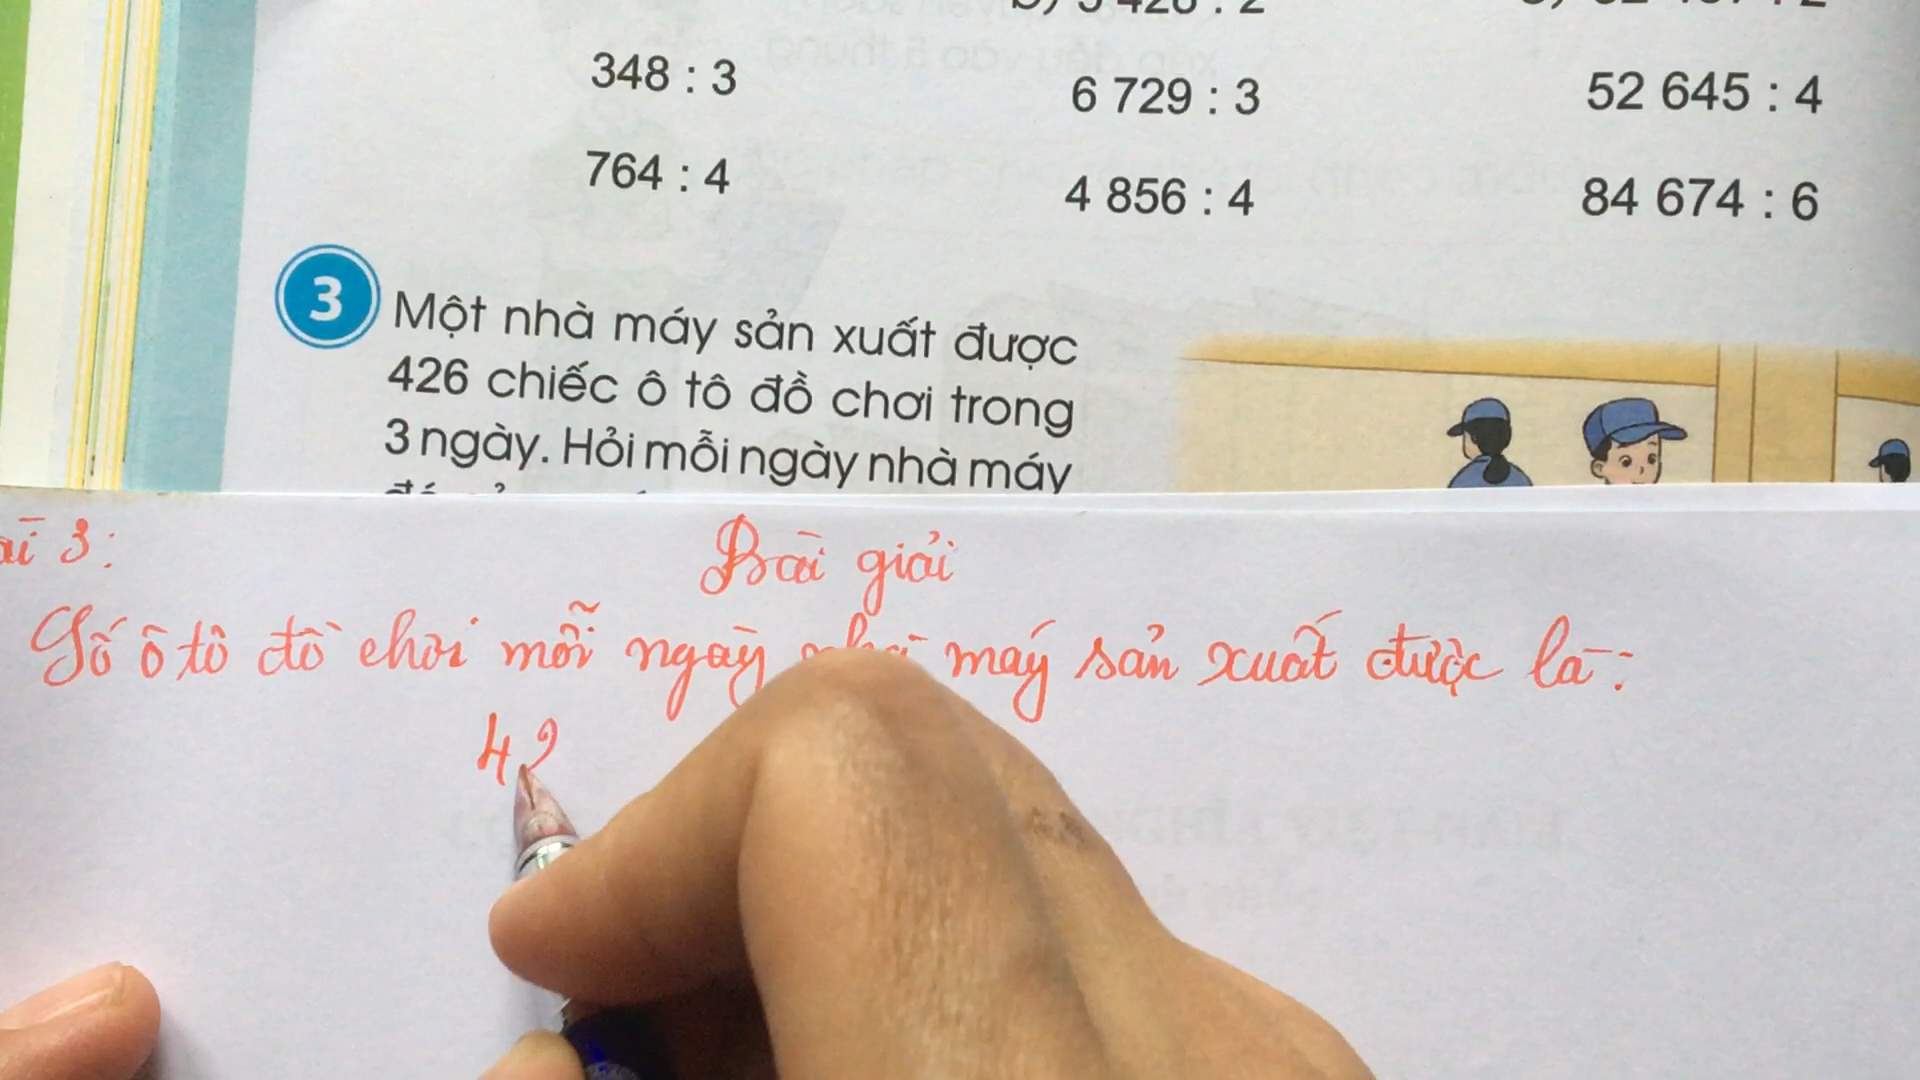 348 : 3
6 729 : 3
52 645 : 4
764 : 4
4 856 : 4
84 674 : 6
3 Một nhà máy sản xuất được
426 chiếc ô tô đồ chơi trong
3 ngày. Hỏi mỗi ngày nhà máy
3: Bài giải
Số ô tô đồ chơi mỗi ngày máy sản xuất được là:
42